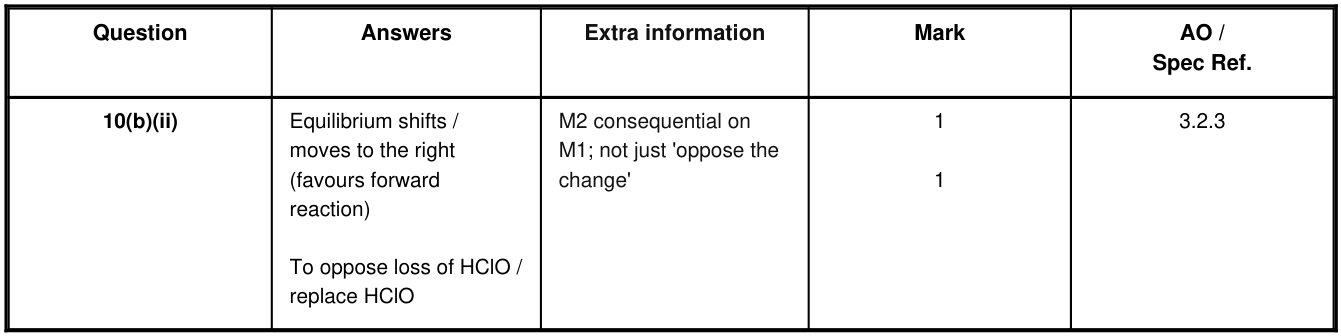 Question Answers Extra information Mark AO /
Spec Ref.
10(b)(ii)
Equilibrium shifts /
moves to the right
(favours forward
reaction)
To oppose loss of HClO /
replace HClO
M2 consequential on
M1; not just 'oppose the
change'
1
1
3.2.3